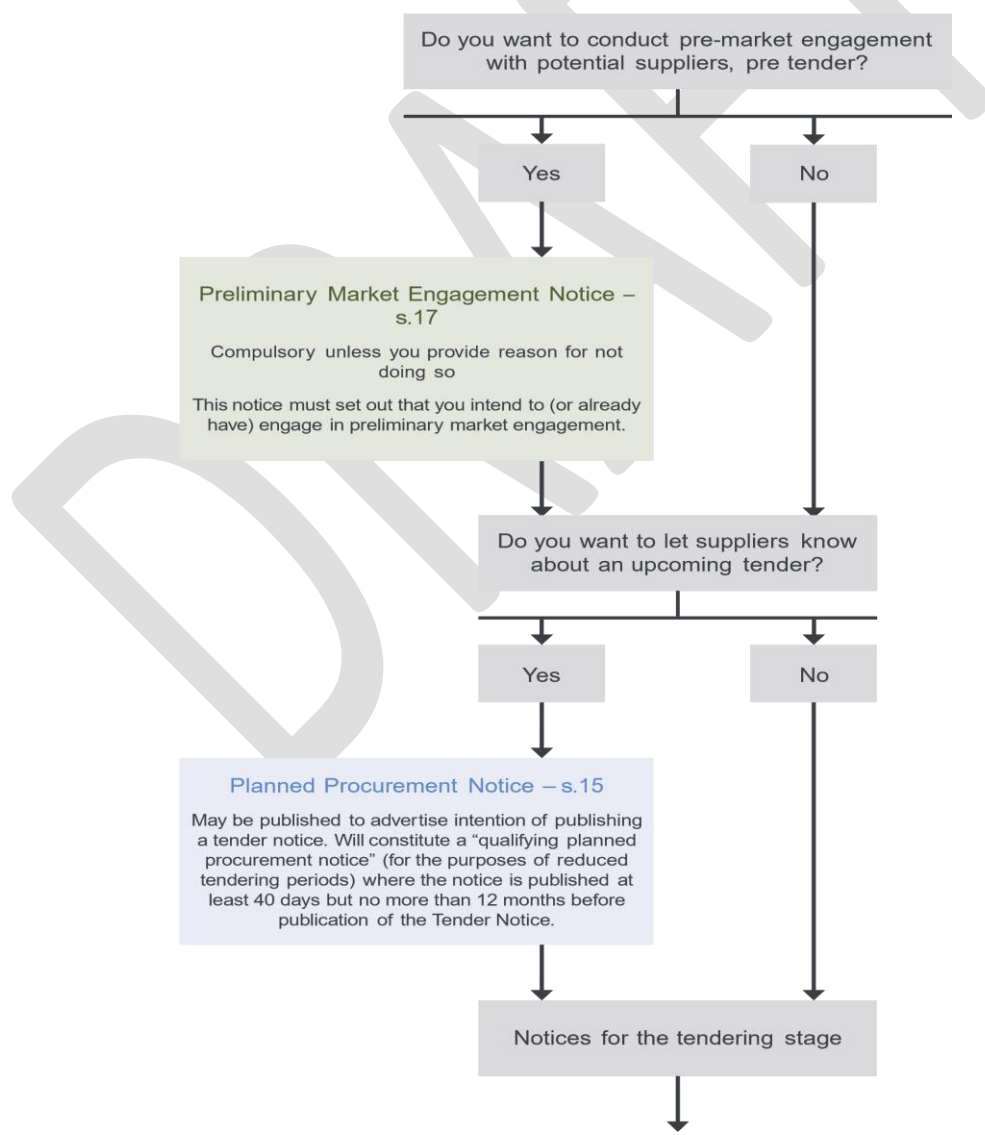 Do you want to conduct pre-market engagement
with potential suppliers, pre tender?
Yes
No
Preliminary Market Engagement Notice –
s.17
Compulsory unless you provide reason for not
doing so
This notice must set out that you intend to (or already
have) engage in preliminary market engagement.
Do you want to let suppliers know
about an upcoming tender?
Yes
No
Planned Procurement Notice – s.15
May be published to advertise intention of publishing
a tender notice. Will constitute a “qualifying planned
procurement notice” (for the purposes of reduced
tendering periods) where the notice is published at
least 40 days but no more than 12 months before
publication of the Tender Notice.
Notices for the tendering stage
DRAFT